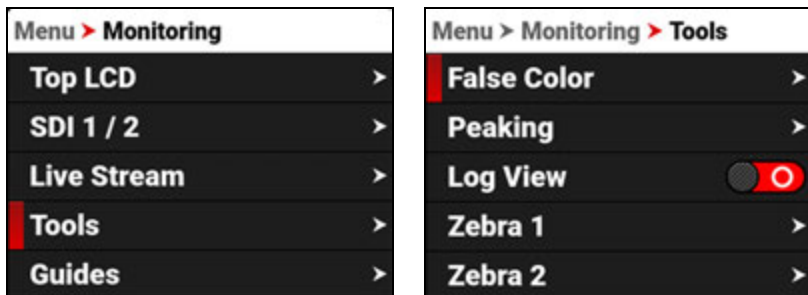 Menu > Monitoring
Top LCD
SDI 1 / 2
Live Stream
Tools
Guides
Menu > Monitoring > Tools
False Color
Peaking
Log View
Zebra 1
Zebra 2